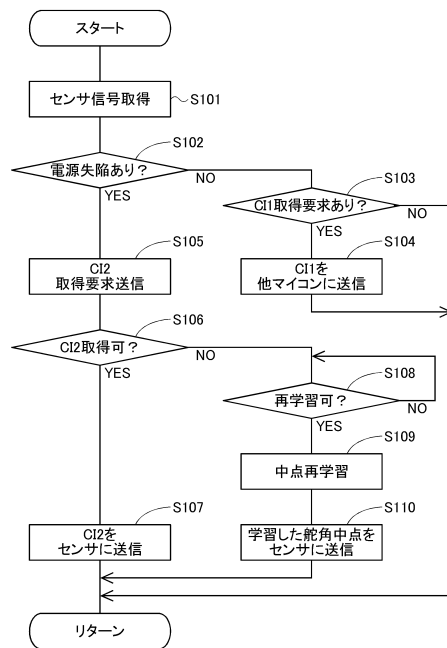 スタート
センサ信号取得
S101
電源失陥あり？
S102
YES
NO
CI1取得要求あり？
S103
YES
NO
CI1を
他マイコンに送信
S104
CI2
取得要求送信
S105
CI2取得可？
S106
YES
NO
再学習可？
S108
YES
NO
中点再学習
S109
CI2を
センサに送信
S107
学習した舵角中点を
センサに送信
S110
リターン